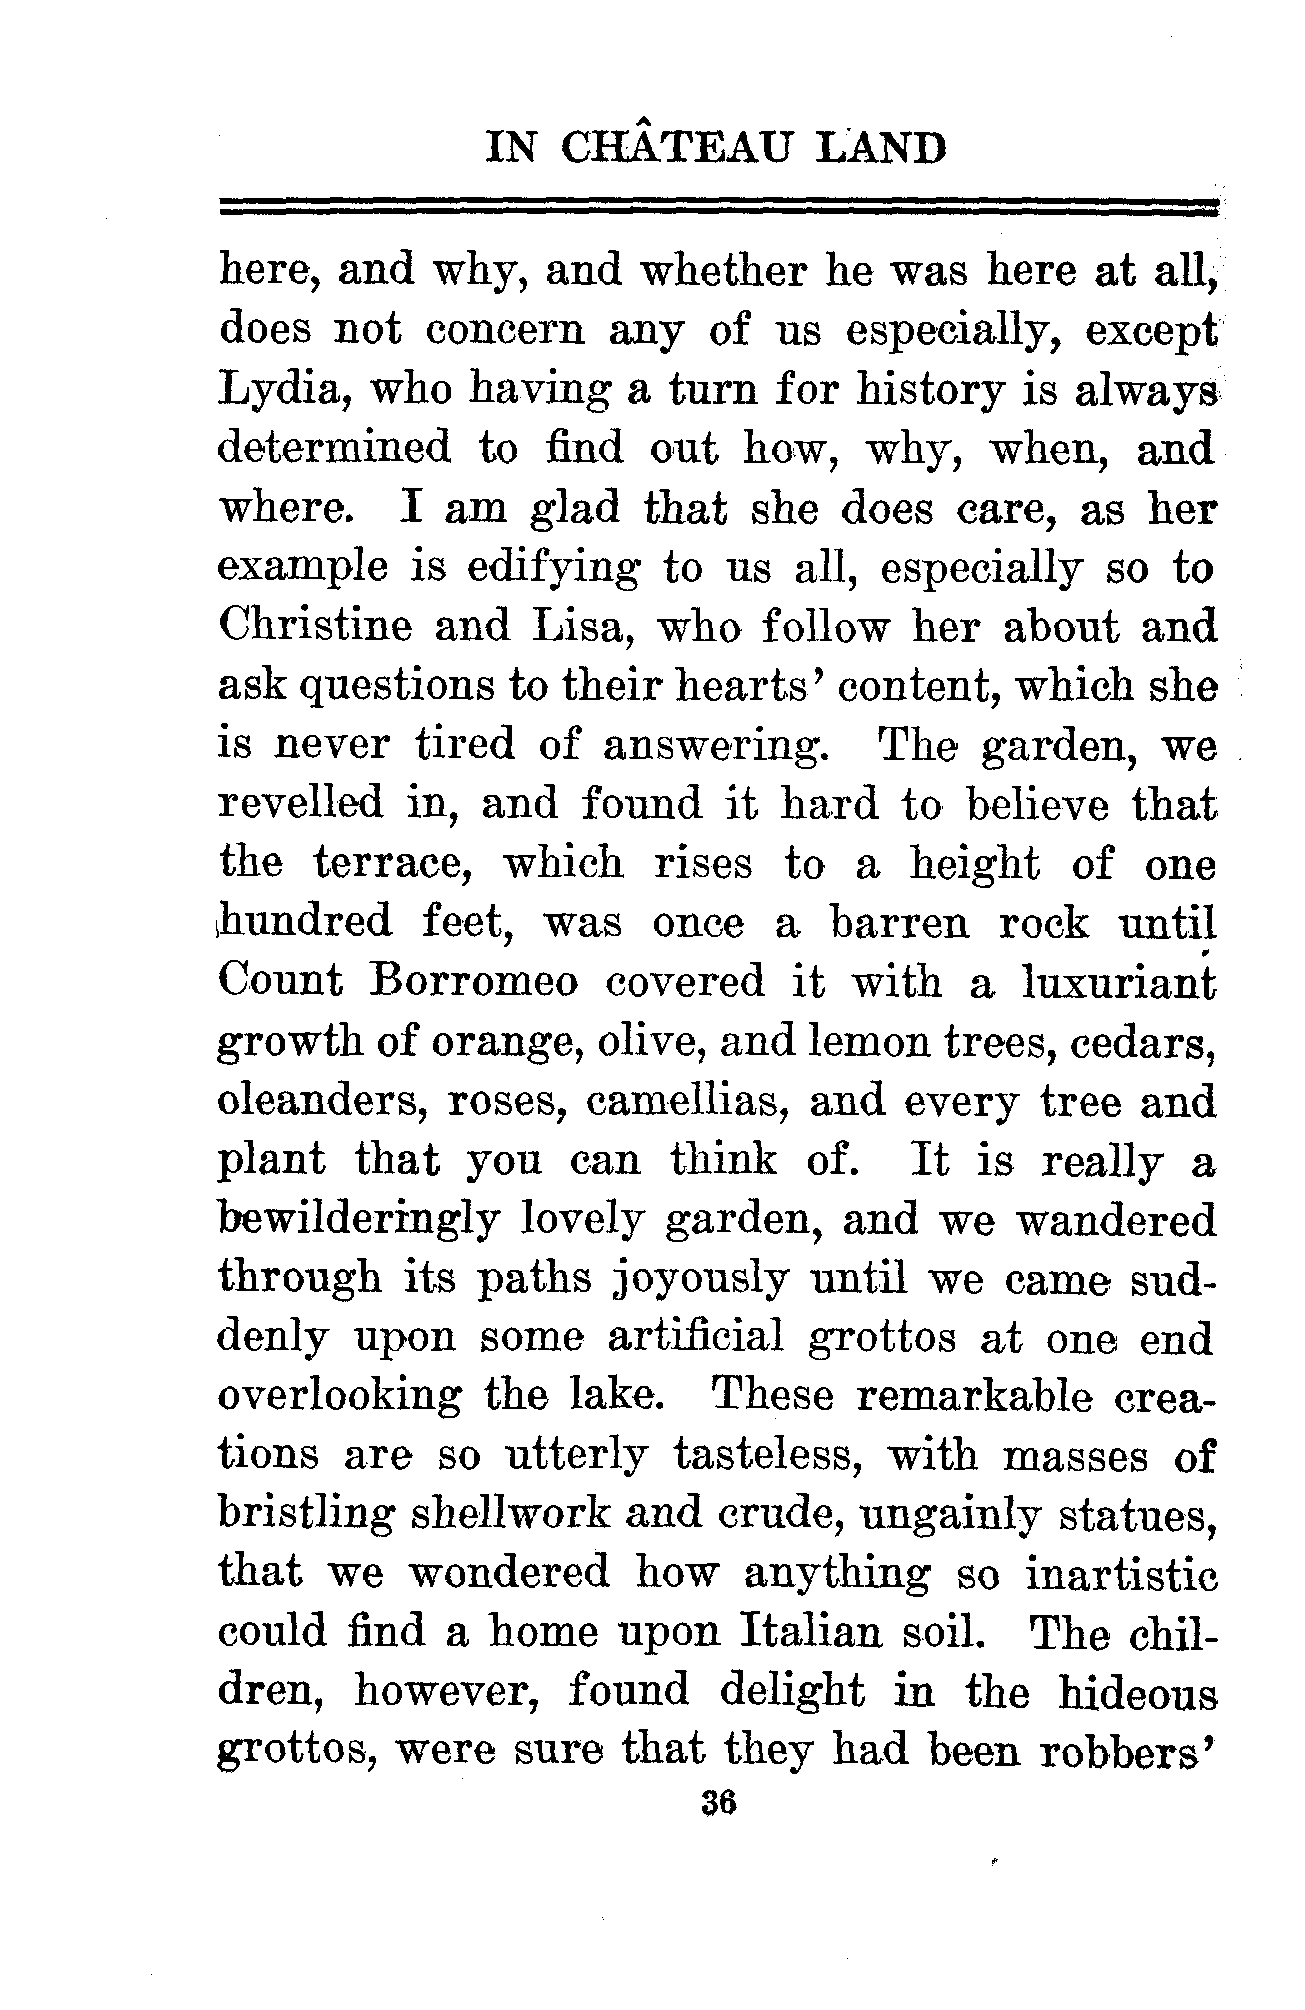 IN CHÂTEAU LAND
here, and why, and whether he was here at all,
does not concern any of us especially, except
Lydia, who having a turn for history is always
determined to find out how, why, when, and
where. I am glad that she does care, as her
example is edifying to us all, especially so to
Christine and Lisa, who follow her about and
ask questions to their hearts' content, which she
is never tired of answering. The garden, we
revelled in, and found it hard to believe that
the terrace, which rises to a height of one
hundred feet, was once a barren rock until
Count Borromeo covered it with a luxuriant
growth of orange, olive, and lemon trees, cedars,
oleanders, roses, camellias, and every tree and
plant that you can think of. It is really a
bewilderingly lovely garden, and we wandered
through its paths joyously until we came sud-
denly upon some artificial grottos at one end
overlooking the lake. These remarkable crea-
tions are so utterly tasteless, with masses of
bristling shellwork and crude, ungainly statues,
that we wondered how anything so inartistic
could find a home upon Italian soil. The chil-
dren, however, found delight in the hideous
grottos, were sure that they had been robbers'
36